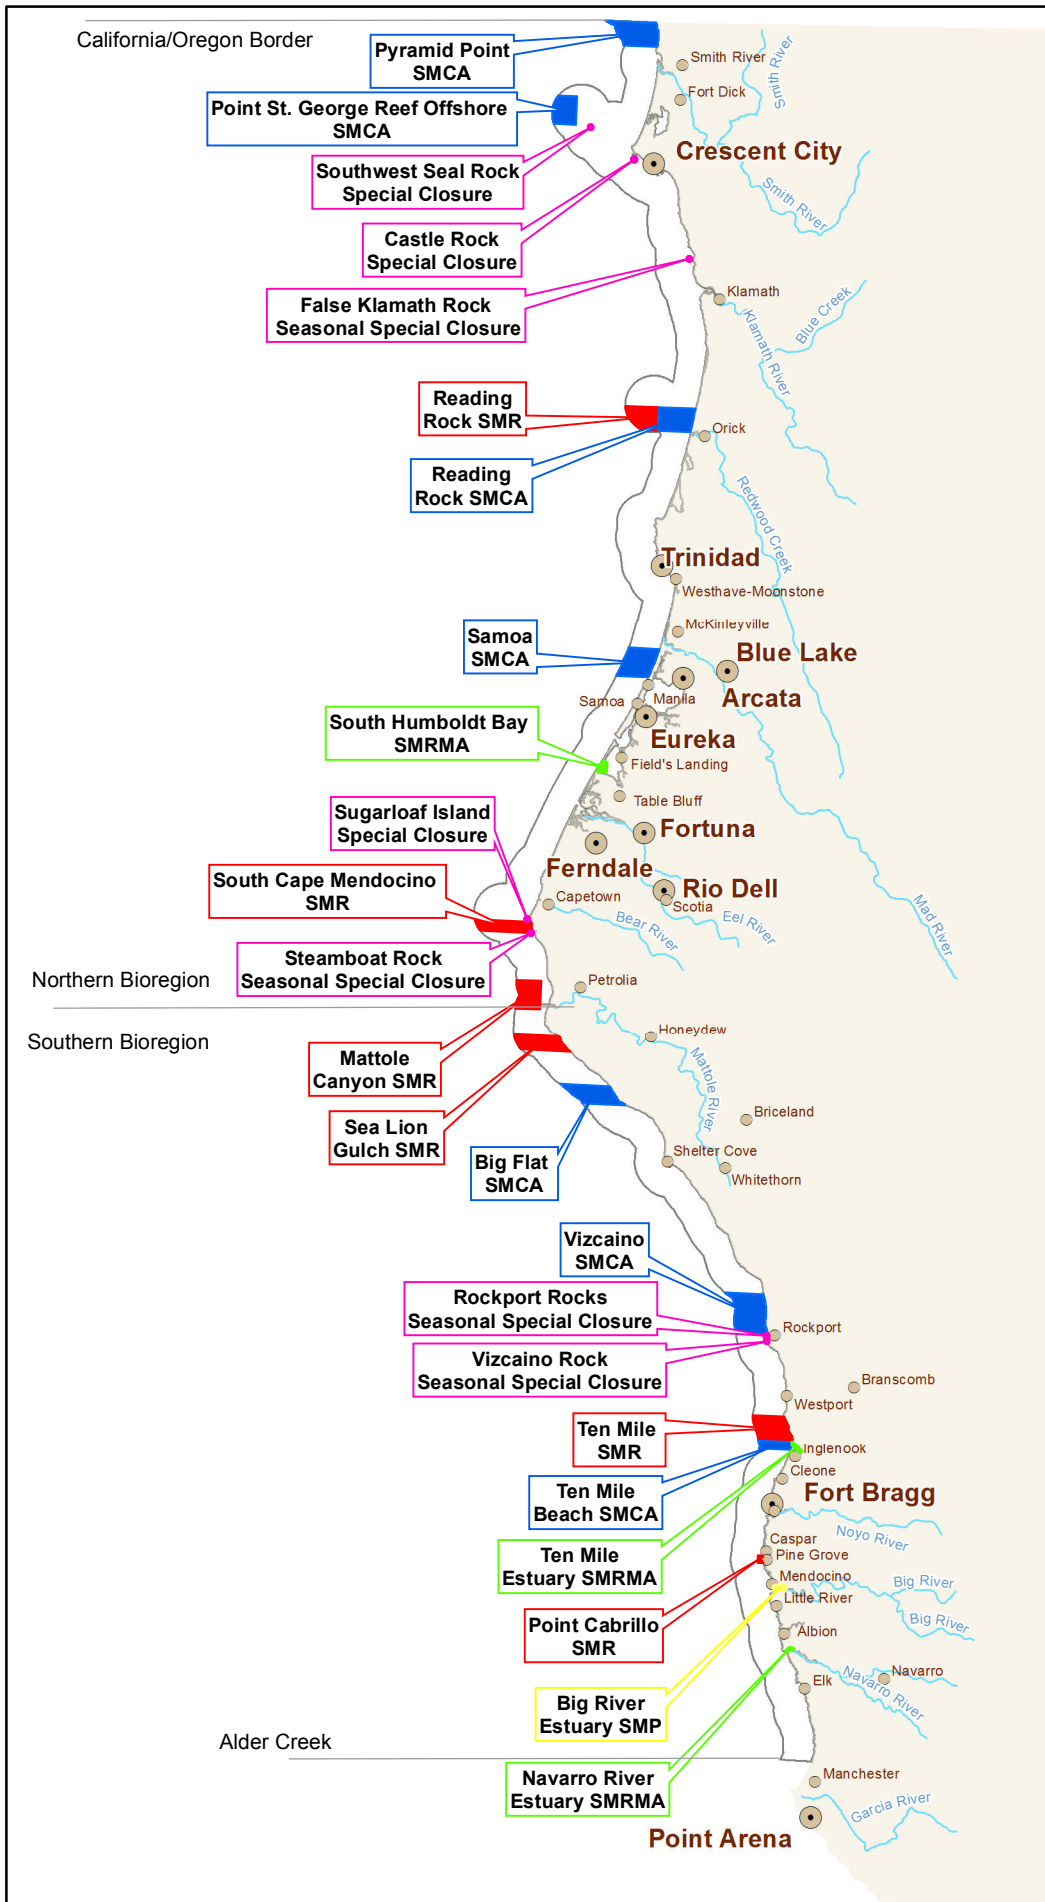 California/Oregon Border
Pyramid Point
SMCA
Smith River
Smith River
Point St. George Reef Offshore
SMCA
Fort Dick
Crescent City
Southwest Seal Rock
Special Closure
Smith River
Castle Rock
Special Closure
False Klamath Rock
Seasonal Special Closure
Klamath
Blue Creek
Klamath River
Reading
Rock SMR
Orick
Reading
Rock SMCA
Redwood Creek
Trinidad
Westhave-Moonstone
McKinleyville
Samoa
SMCA
Blue Lake
Arcata
Samoa
Manila
South Humboldt Bay
SMRMA
Eureka
Field's Landing
Table Bluff
Sugarloaf Island
Special Closure
Fortuna
Ferndale
Rio Dell
South Cape Mendocino
SMR
Capetown
Scotia
Bear River
Eel River
Mad River
Steamboat Rock
Seasonal Special Closure
Northern Bioregion
Petrolia
Southern Bioregion
Honeydew
Mattole
Canyon SMR
Mattole River
Sea Lion
Gulch SMR
Briceland
Big Flat
SMCA
Shelter Cove
Whitethorn
Vizcaino
SMCA
Rockport Rocks
Seasonal Special Closure
Rockport
Vizcaino Rock
Seasonal Special Closure
Branscomb
Westport
Ten Mile
SMR
Inglenook
Cleone
Ten Mile
Beach SMCA
Fort Bragg
Noyo River
Ten Mile
Estuary SMRMA
Caspar
Pine Grove
Mendocino
Big River
Little River
Big River
Point Cabrillo
SMR
Albion
Navarro
Navarro River
Elk
Big River
Estuary SMP
Alder Creek
Navarro River
Estuary SMRMA
Manchester
Garcia River
Point Arena